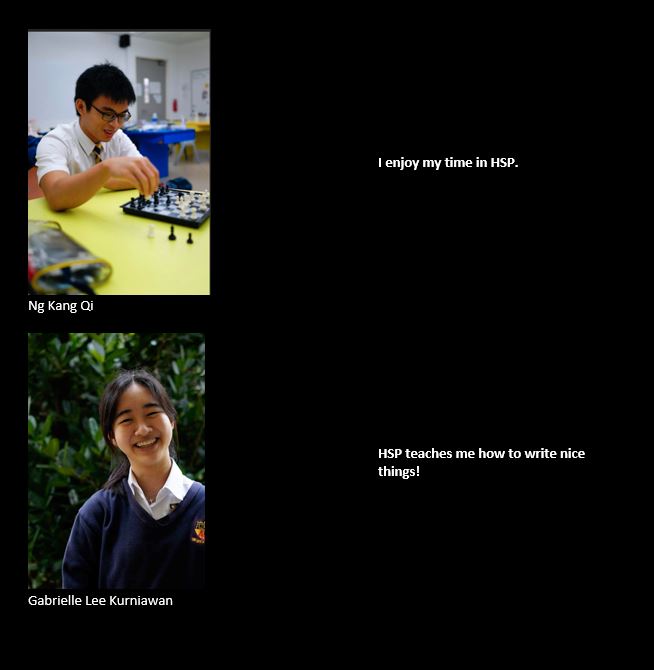 I enjoy my time in HSP.
Ng Kang Qi
HSP teaches me how to write nice
things!
Gabrielle Lee Kurniawan